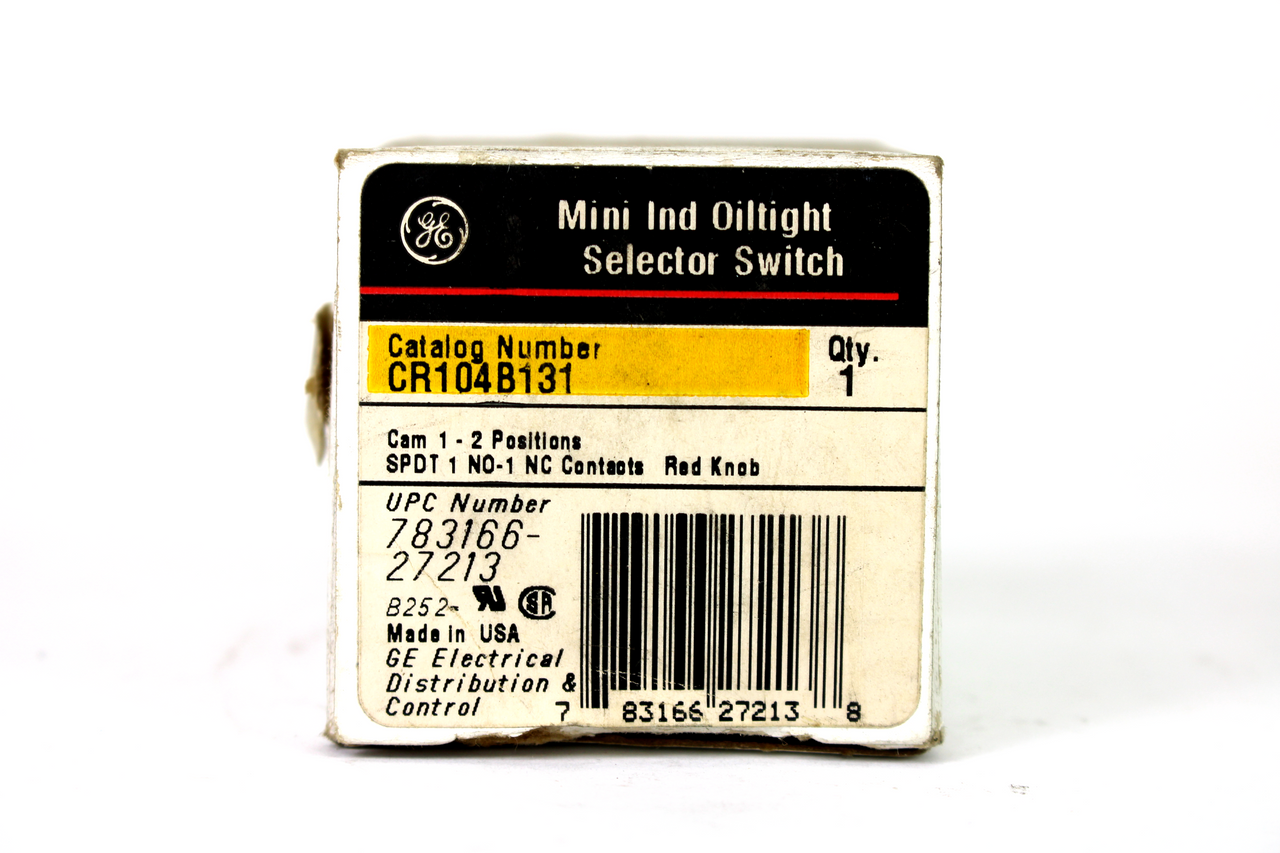 GE
Mini Ind Oiltight
Selector Switch
Catalog Number
CR104B131
Qty.
1
Cam 1 - 2 Positions
SPDT 1 NO-1 NC Contacts Red Knob
UPC Number
783166-
27213
B252-
Made in USA
GE Electrical
Distribution &
Control
7 83166 27213 8